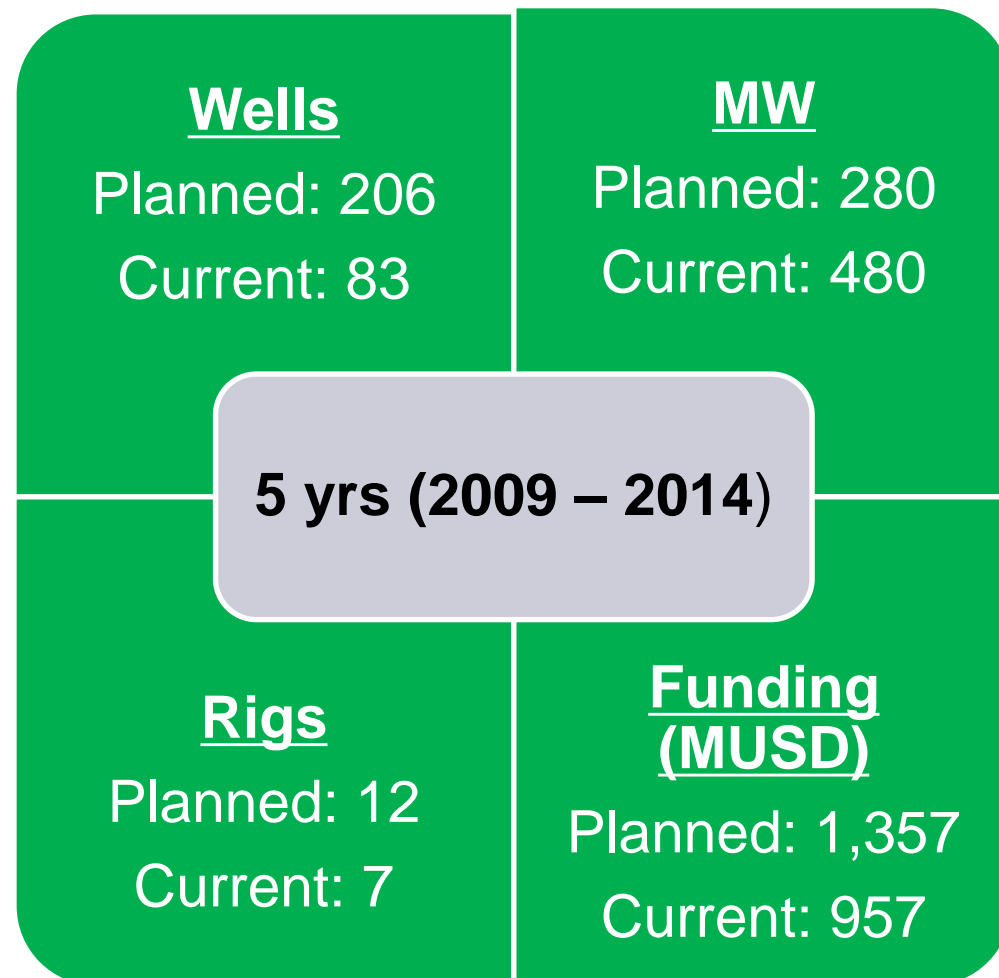 Wells
Planned: 206
Current: 83
MW
Planned: 280
Current: 480
5 yrs (2009 – 2014)
Rigs
Planned: 12
Current: 7
Funding
(MUSD)
Planned: 1,357
Current: 957